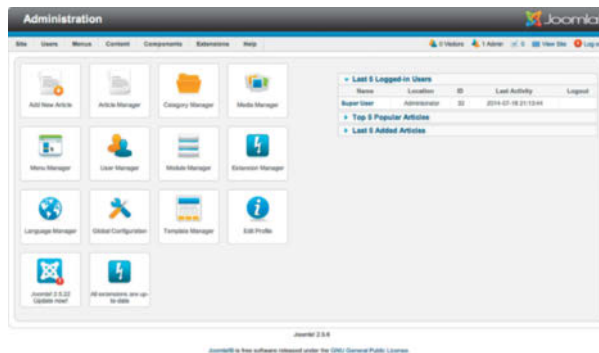 Administration
Joomla
Site Users Menus Content Components Extensions Help
0 Visitors 1 Admin 0 View Site Log o
Add New Article Article Manager Category Manager Media Manager
Menu Manager User Manager Module Manager Extension Manager
Language Manager Global Configuration Template Manager Edit Profile
Joomla! 2.5.22 Update now! All extensions are up-to-date
Last 5 Logged-in Users
Name Location ID Last Activity Logout
Super User Administrator
Top 5 Popular Articles
Last 5 Added Articles
Joomla! 2.5.6
Joomla!® is free software released under the GNU General Public License.